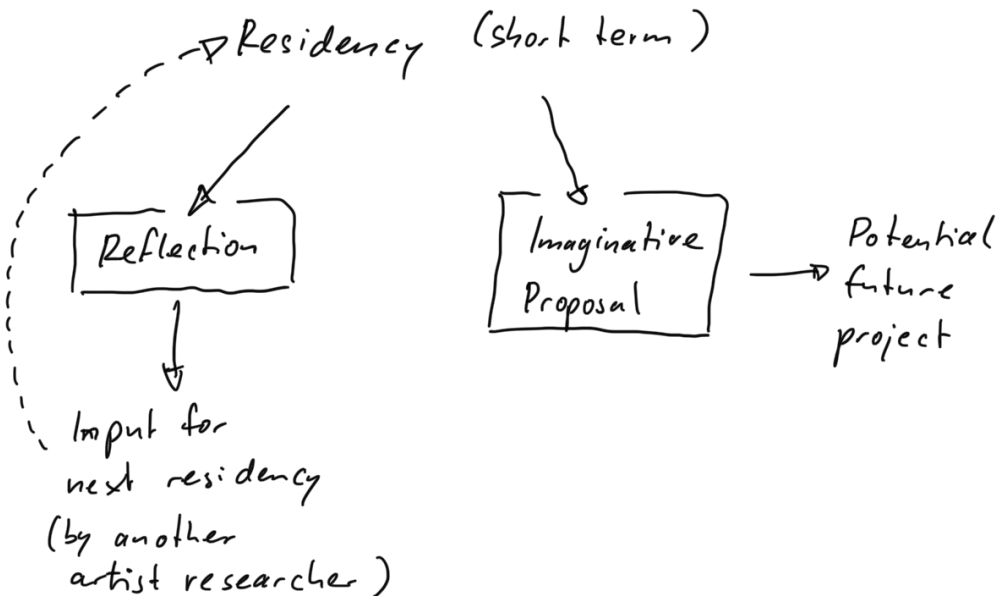 Residency (short term)
Reflection
Imaginative
Proposal
Potential
future
project
Input for
next residency
(by another
artist researcher)